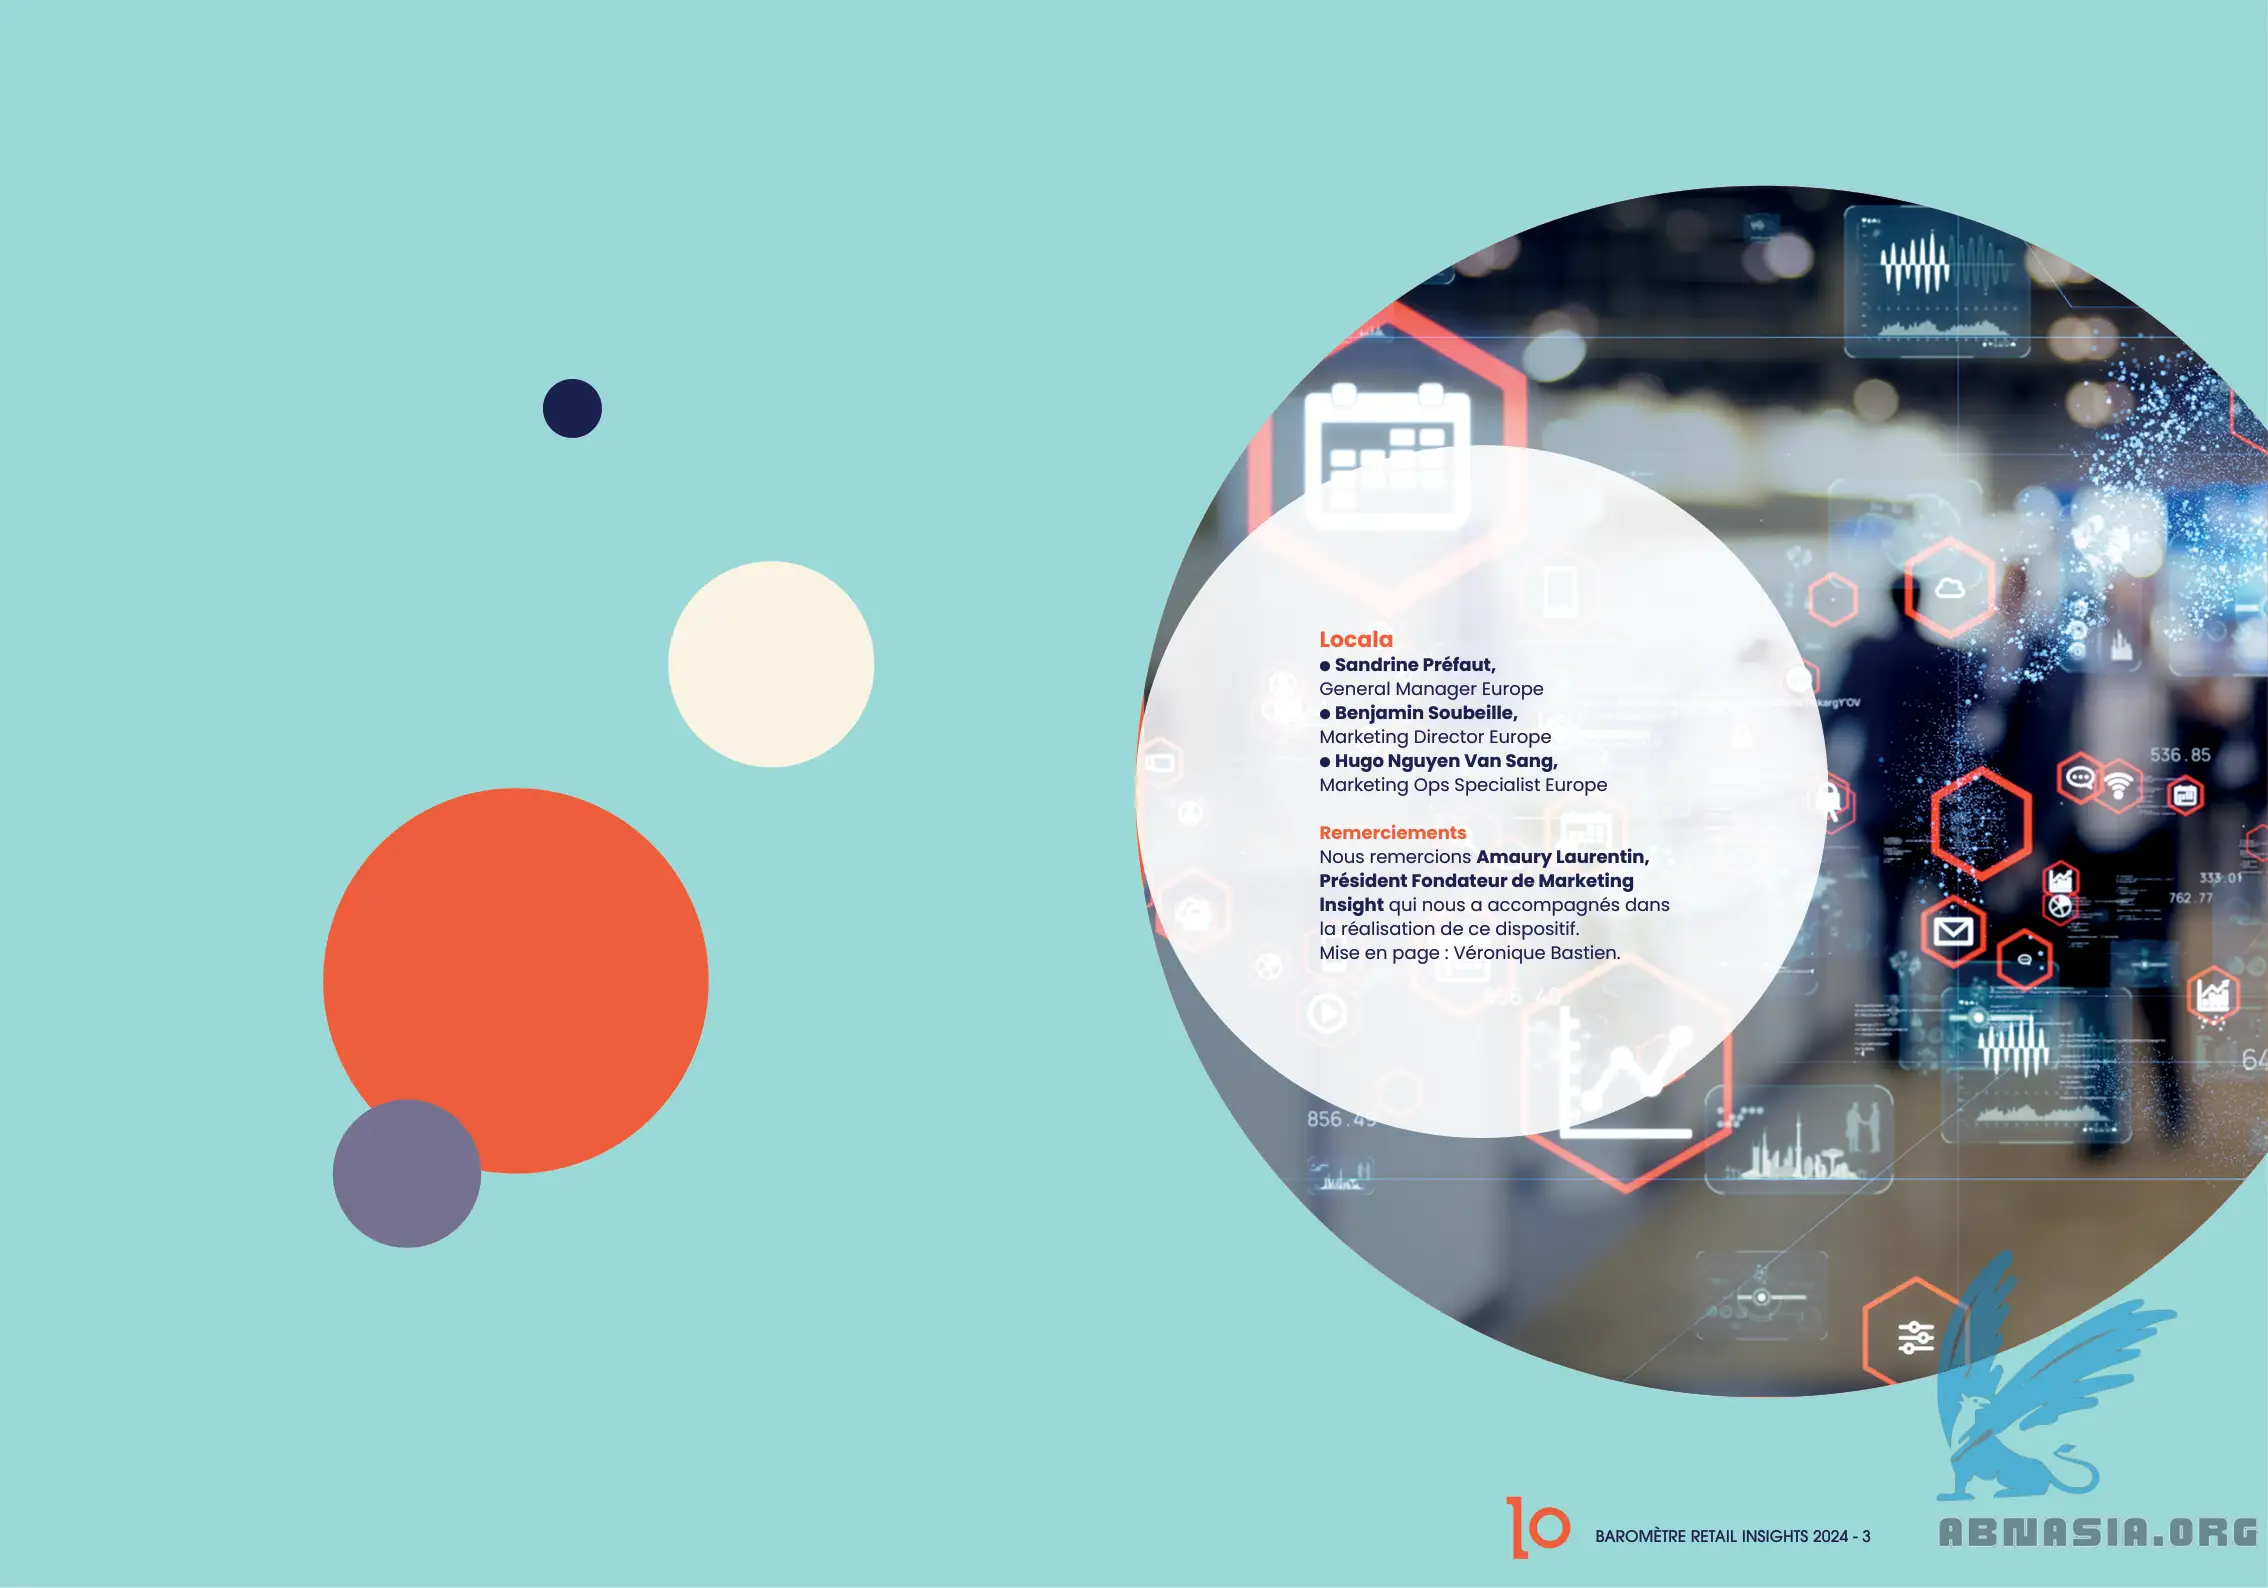 Locala
● Sandrine Préfaut,
General Manager Europe
● Benjamin Soubeille,
Marketing Director Europe
● Hugo Nguyen Van Sang,
Marketing Ops Specialist Europe
Remerciements
Nous remercions Amaury Laurentin,
Président Fondateur de Marketing
Insight qui nous a accompagnés dans
la réalisation de ce dispositif.
Mise en page : Véronique Bastien.
536.85
333.01
762.77
64
856.49
lo
BAROMÈTRE RETAIL INSIGHTS 2024 - 3
ABNASIA.ORG